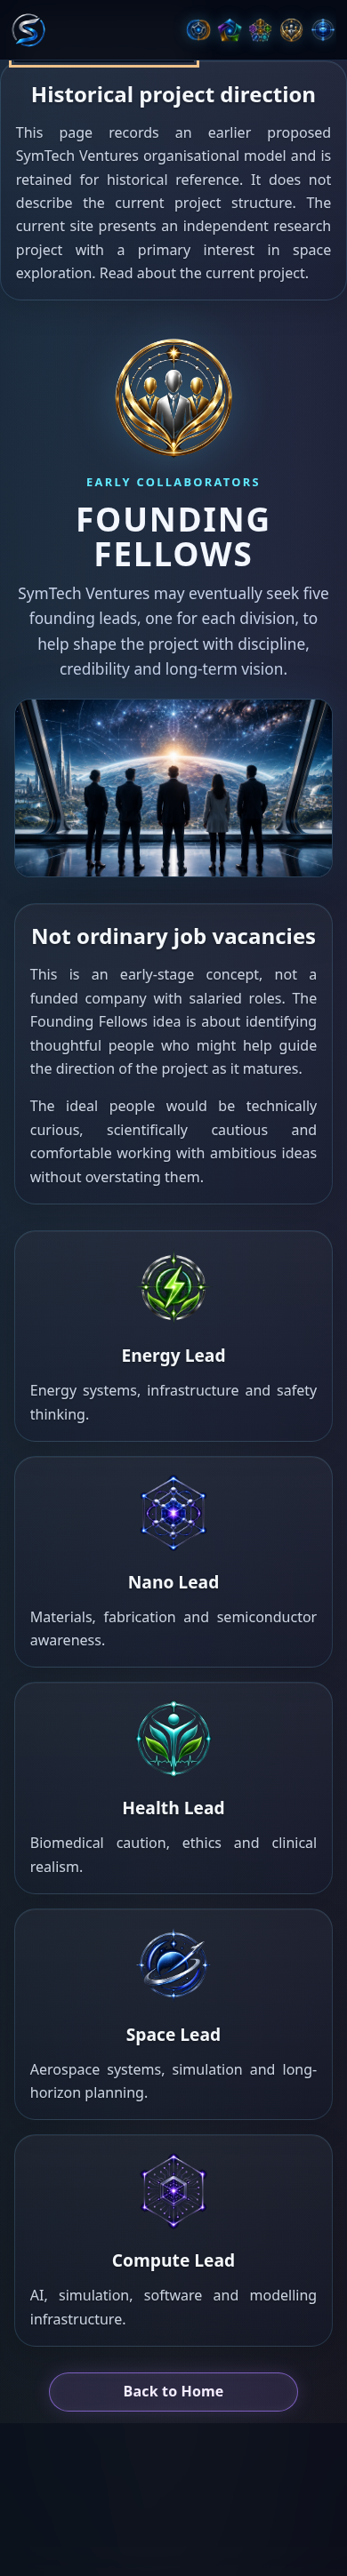 Historical project direction
This page records an earlier proposed
SymTech Ventures organisational model and is
retained for historical reference. It does not
describe the current project structure. The
current site presents an independent research
project with a primary interest in space
exploration. Read about the current project.
EARLY COLLABORATORS
FOUNDING
FELLOWS
SymTech Ventures may eventually seek five
founding leads, one for each division, to
help shape the project with discipline,
credibility and long-term vision.
Not ordinary job vacancies
This is an early-stage concept, not a
funded company with salaried roles. The
Founding Fellows idea is about identifying
thoughtful people who might help guide
the direction of the project as it matures.
The ideal people would be technically
curious, scientifically cautious and
comfortable working with ambitious ideas
without overstating them.
Energy Lead
Energy systems, infrastructure and safety
thinking.
Nano Lead
Materials, fabrication and semiconductor
awareness.
Health Lead
Biomedical caution, ethics and clinical
realism.
Space Lead
Aerospace systems, simulation and long-
horizon planning.
Compute Lead
AI, simulation, software and modelling
infrastructure.
Back to Home